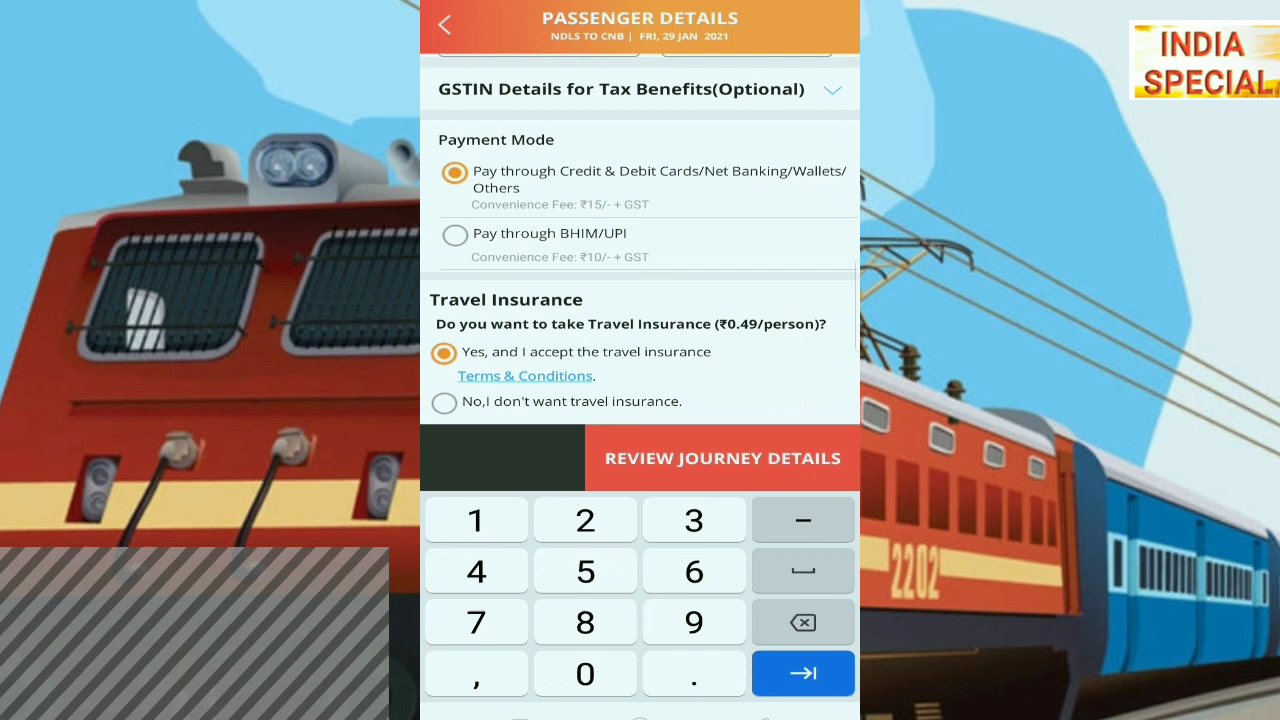 PASSENGER DETAILS
NDLS TO CNB | FRI, 29 JAN 2021
INDIA
SPECIAL
GSTIN Details for Tax Benefits(Optional)
Payment Mode
Pay through Credit & Debit Cards/Net Banking/Wallets/
Others
Convenience Fee: ₹15/- + GST
Pay through BHIM/UPI
Convenience Fee: ₹10/- + GST
Travel Insurance
Do you want to take Travel Insurance (₹0.49/person)?
Yes, and I accept the travel insurance
Terms & Conditions.
No,I don't want travel insurance.
REVIEW JOURNEY DETAILS
1 2 3 –
4 5 6
7 8 9
, 0 .
2202